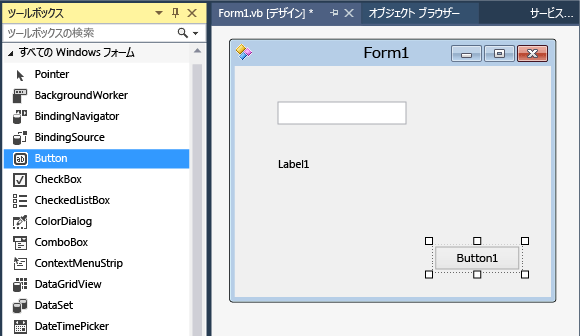 ツールボックス
ツールボックスの検索
すべての Windows フォーム
Pointer
BackgroundWorker
BindingNavigator
BindingSource
Button
CheckBox
CheckedListBox
ColorDialog
ComboBox
ContextMenuStrip
DataGridView
DataSet
DateTimePicker
Form1.vb [デザイン]*
オブジェクト ブラウザー
サービス...
Form1
Label1
Button1